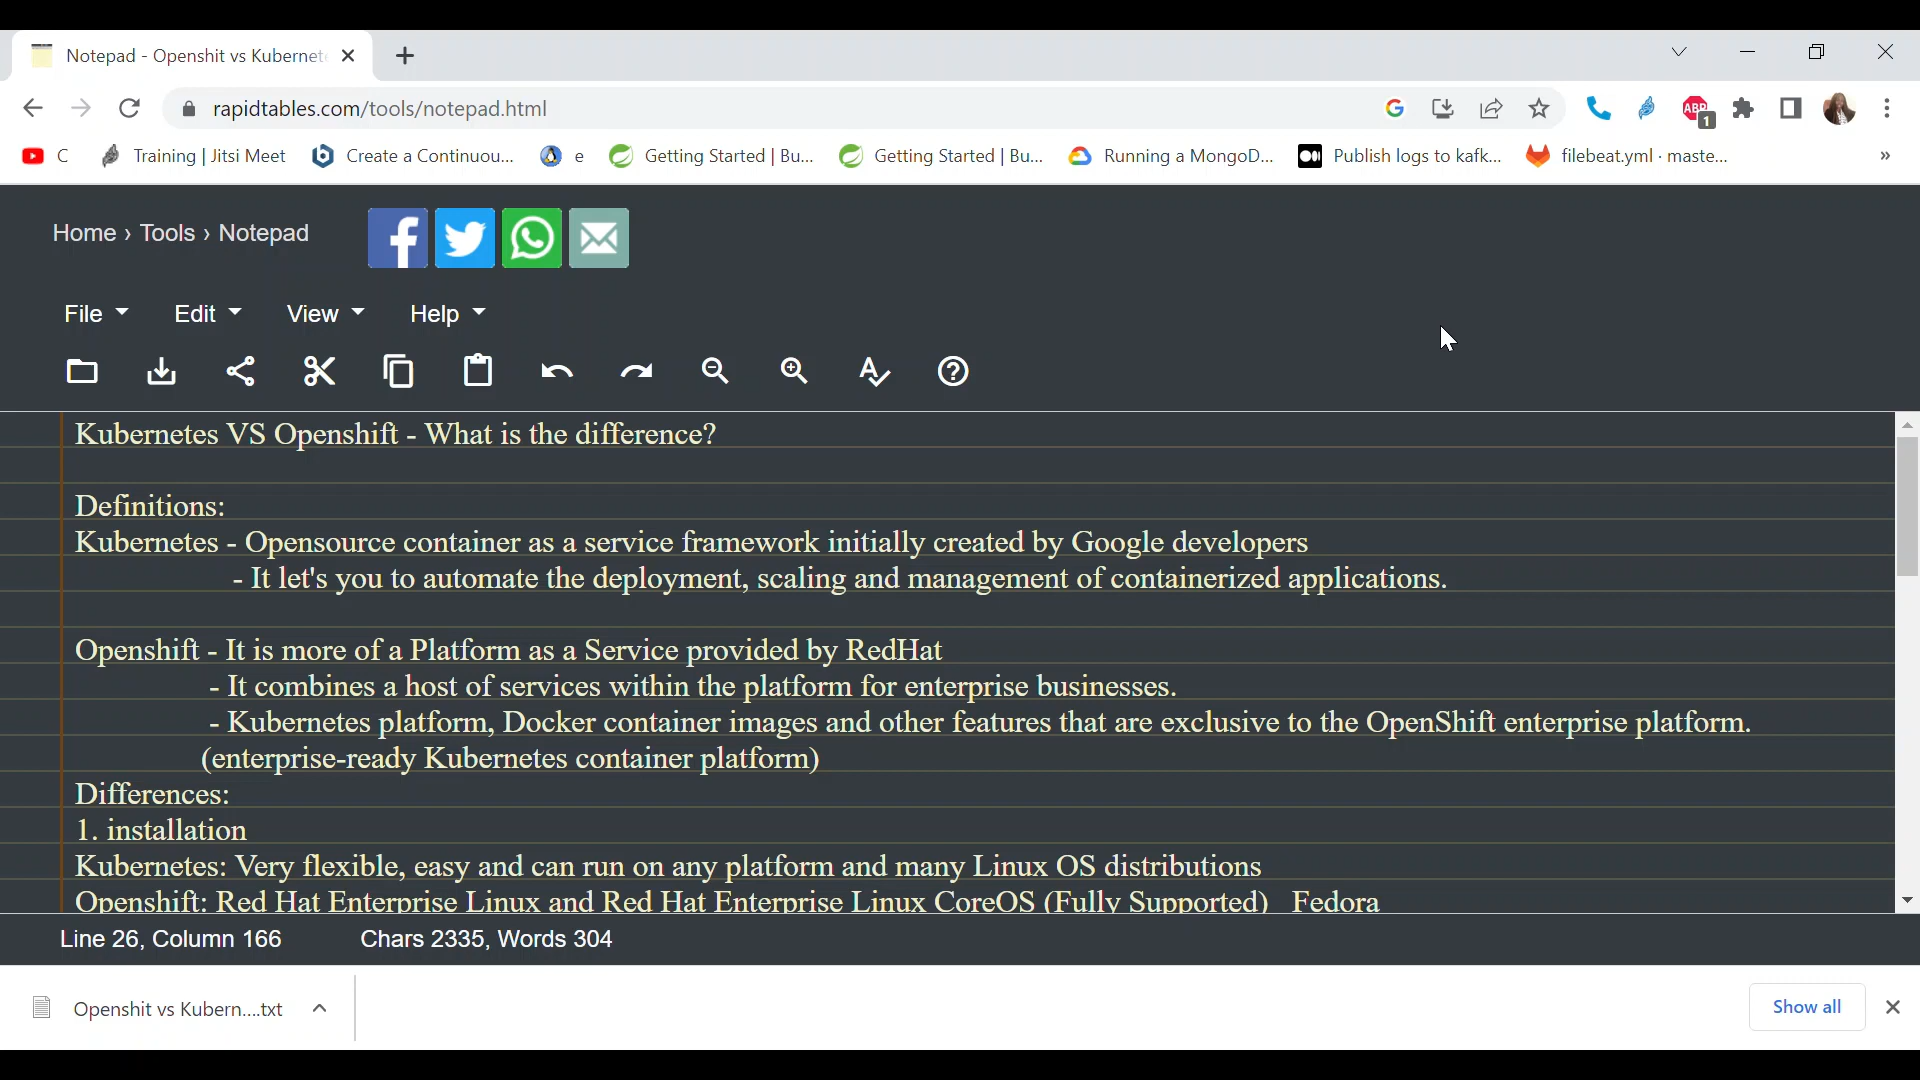 Notepad - Openshit vs Kubernet
rapidtables.com/tools/notepad.html
ABP
1
C
Training | Jitsi Meet
Create a Continuou...
e
Getting Started | Bu...
Getting Started | Bu...
Running a MongoD...
Publish logs to kafk...
filebeat.yml · maste...
»
Home › Tools › Notepad
File
Edit
View
Help
Kubernetes VS Openshift - What is the difference?
Definitions:
Kubernetes - Opensource container as a service framework initially created by Google developers
- It let's you to automate the deployment, scaling and management of containerized applications.
Openshift - It is more of a Platform as a Service provided by RedHat
- It combines a host of services within the platform for enterprise businesses.
- Kubernetes platform, Docker container images and other features that are exclusive to the OpenShift enterprise platform.
(enterprise-ready Kubernetes container platform)
Differences:
1. installation
Kubernetes: Very flexible, easy and can run on any platform and many Linux OS distributions
Openshift: Red Hat Enterprise Linux and Red Hat Enterprise Linux CoreOS (Fully Supported) Fedora
Line 26, Column 166
Chars 2335, Words 304
Openshit vs Kubern....txt
Show all